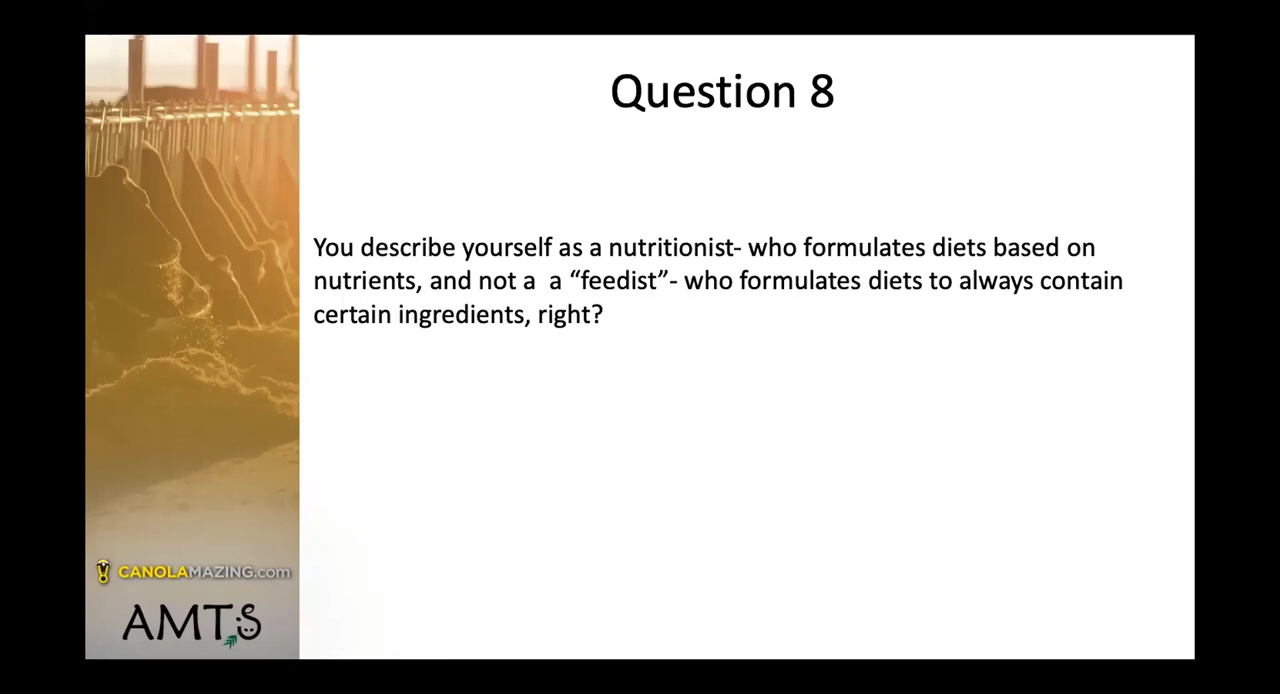 Question 8
You describe yourself as a nutritionist- who formulates diets based on
nutrients, and not a  a “feedist”- who formulates diets to always contain
certain ingredients, right?
CANOLAMAZING.com
AMTS